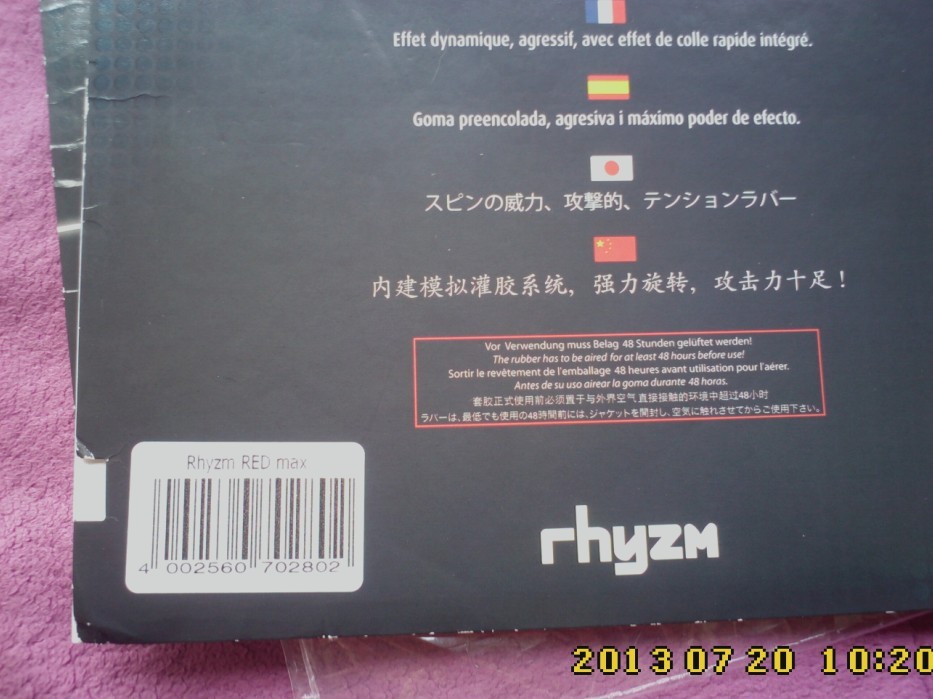 Effet dynamique, agressif, avec effet de colle rapide intégré.
Goma preencolada, agresiva i máximo poder de efecto.
スピンの威力、攻撃的、テンションラバー
内建模拟灌胶系统，强力旋转，攻击力十足！
Vor Verwendung muss Belag 48 Stunden gelüftet werden!
The rubber has to be aired for at least 48 hours before use!
Sortir le revêtement de l'emballage 48 heures avant utilisation pour l'aérer.
Antes de su uso airear la goma durante 48 horas.
套胶正式使用前必须置于与外界空气直接接触的环境中超过48小时
ラバーは、最低でも使用の48時間前には、ジャケットを開封し、空気に触れさせてからご使用下さい。
Rhyzm RED max
4 002560 702802
rhyzm
2013 07 20 10:20